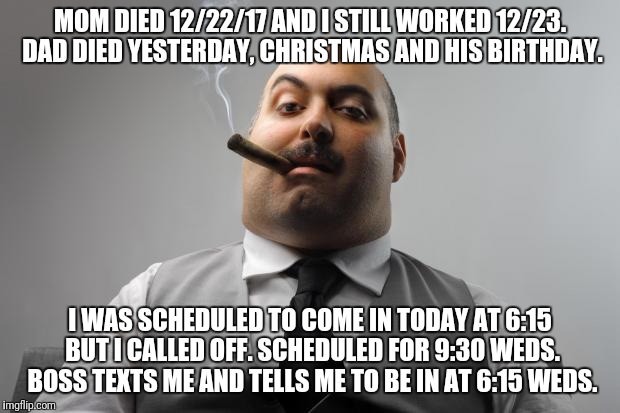 MOM DIED 12/22/17 AND I STILL WORKED 12/23.
DAD DIED YESTERDAY, CHRISTMAS AND HIS BIRTHDAY.
I WAS SCHEDULED TO COME IN TODAY AT 6:15
BUT I CALLED OFF. SCHEDULED FOR 9:30 WEDS.
BOSS TEXTS ME AND TELLS ME TO BE IN AT 6:15 WEDS.
imgflip.com